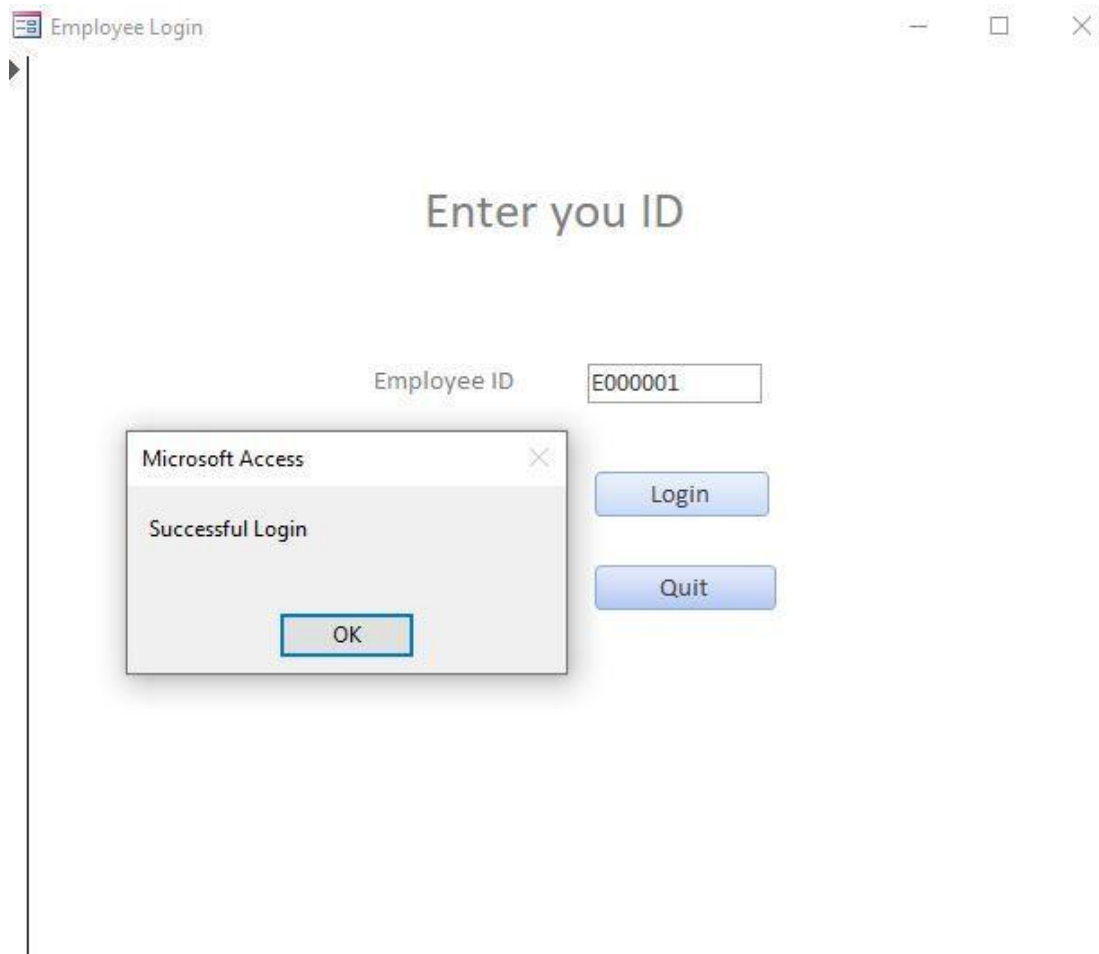 Employee Login
Enter you ID
Employee ID E000001
Microsoft Access
Successful Login
Login
Quit
OK